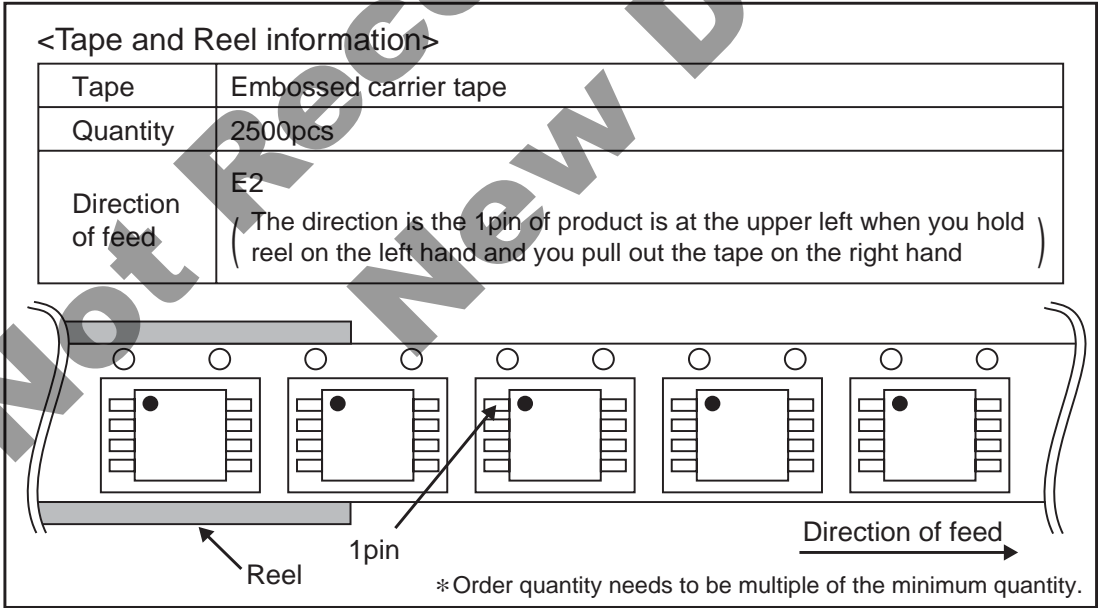 <Tape and Reel information>
Tape Embossed carrier tape
Quantity 2500pcs
Direction of feed E2
( The direction is the 1pin of product is at the upper left when you hold
reel on the left hand and you pull out the tape on the right hand )
Direction of feed
1pin
Reel
*Order quantity needs to be multiple of the minimum quantity.
Not Rec
New D